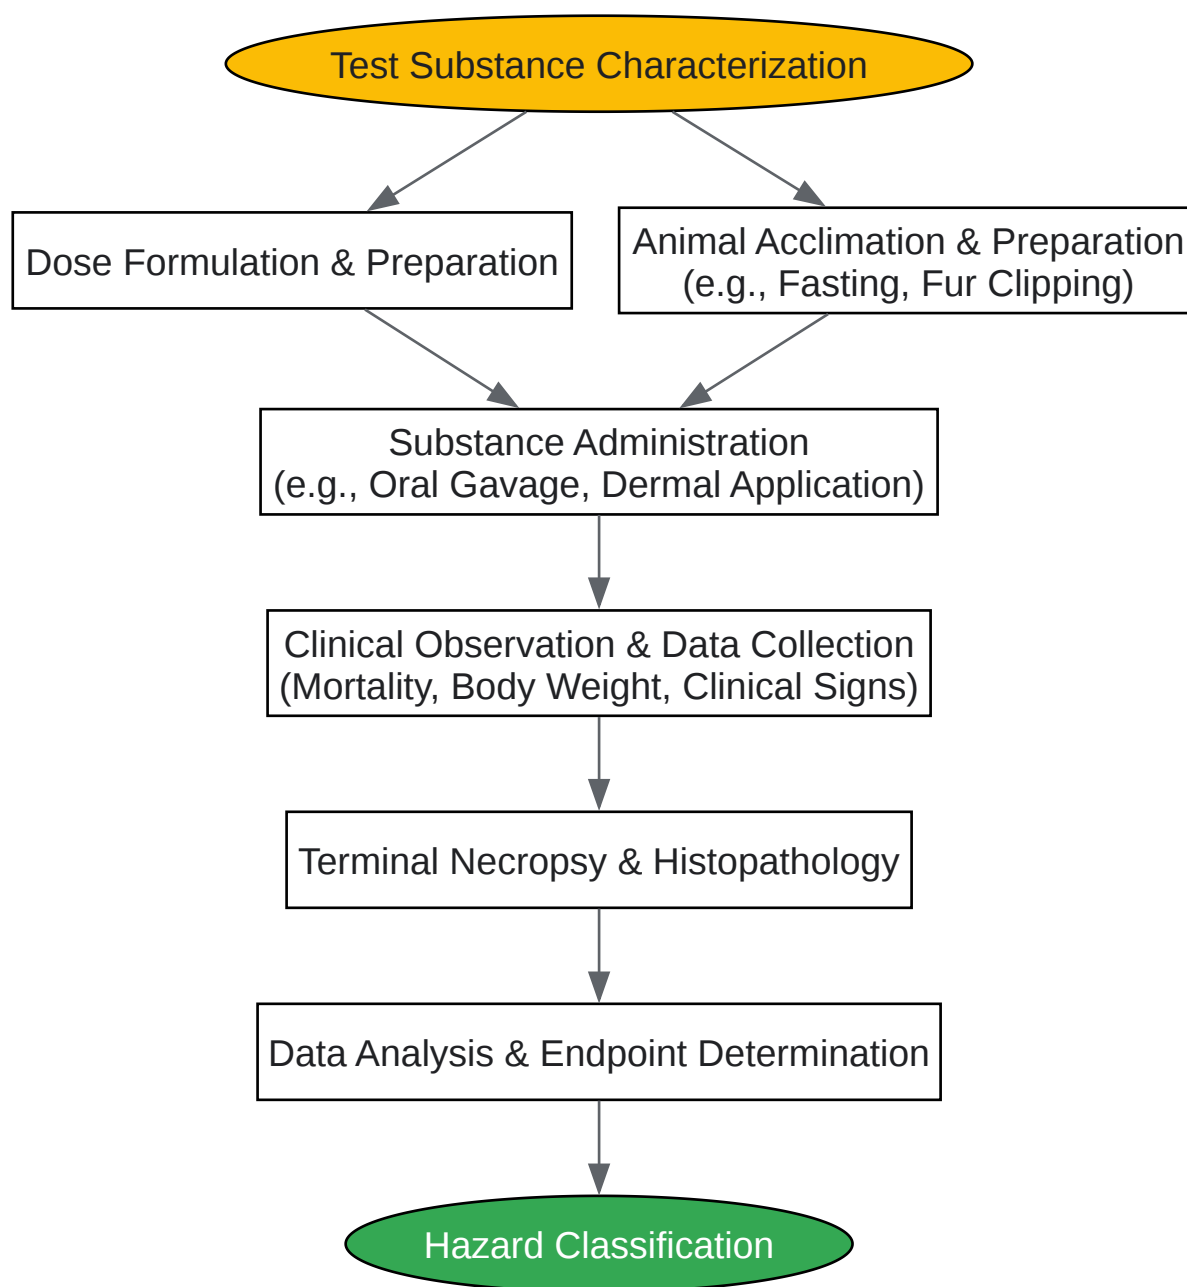 Test Substance Characterization
Dose Formulation & Preparation
Animal Acclimation & Preparation
(e.g., Fasting, Fur Clipping)
Substance Administration
(e.g., Oral Gavage, Dermal Application)
Clinical Observation & Data Collection
(Mortality, Body Weight, Clinical Signs)
Terminal Necropsy & Histopathology
Data Analysis & Endpoint Determination
Hazard Classification